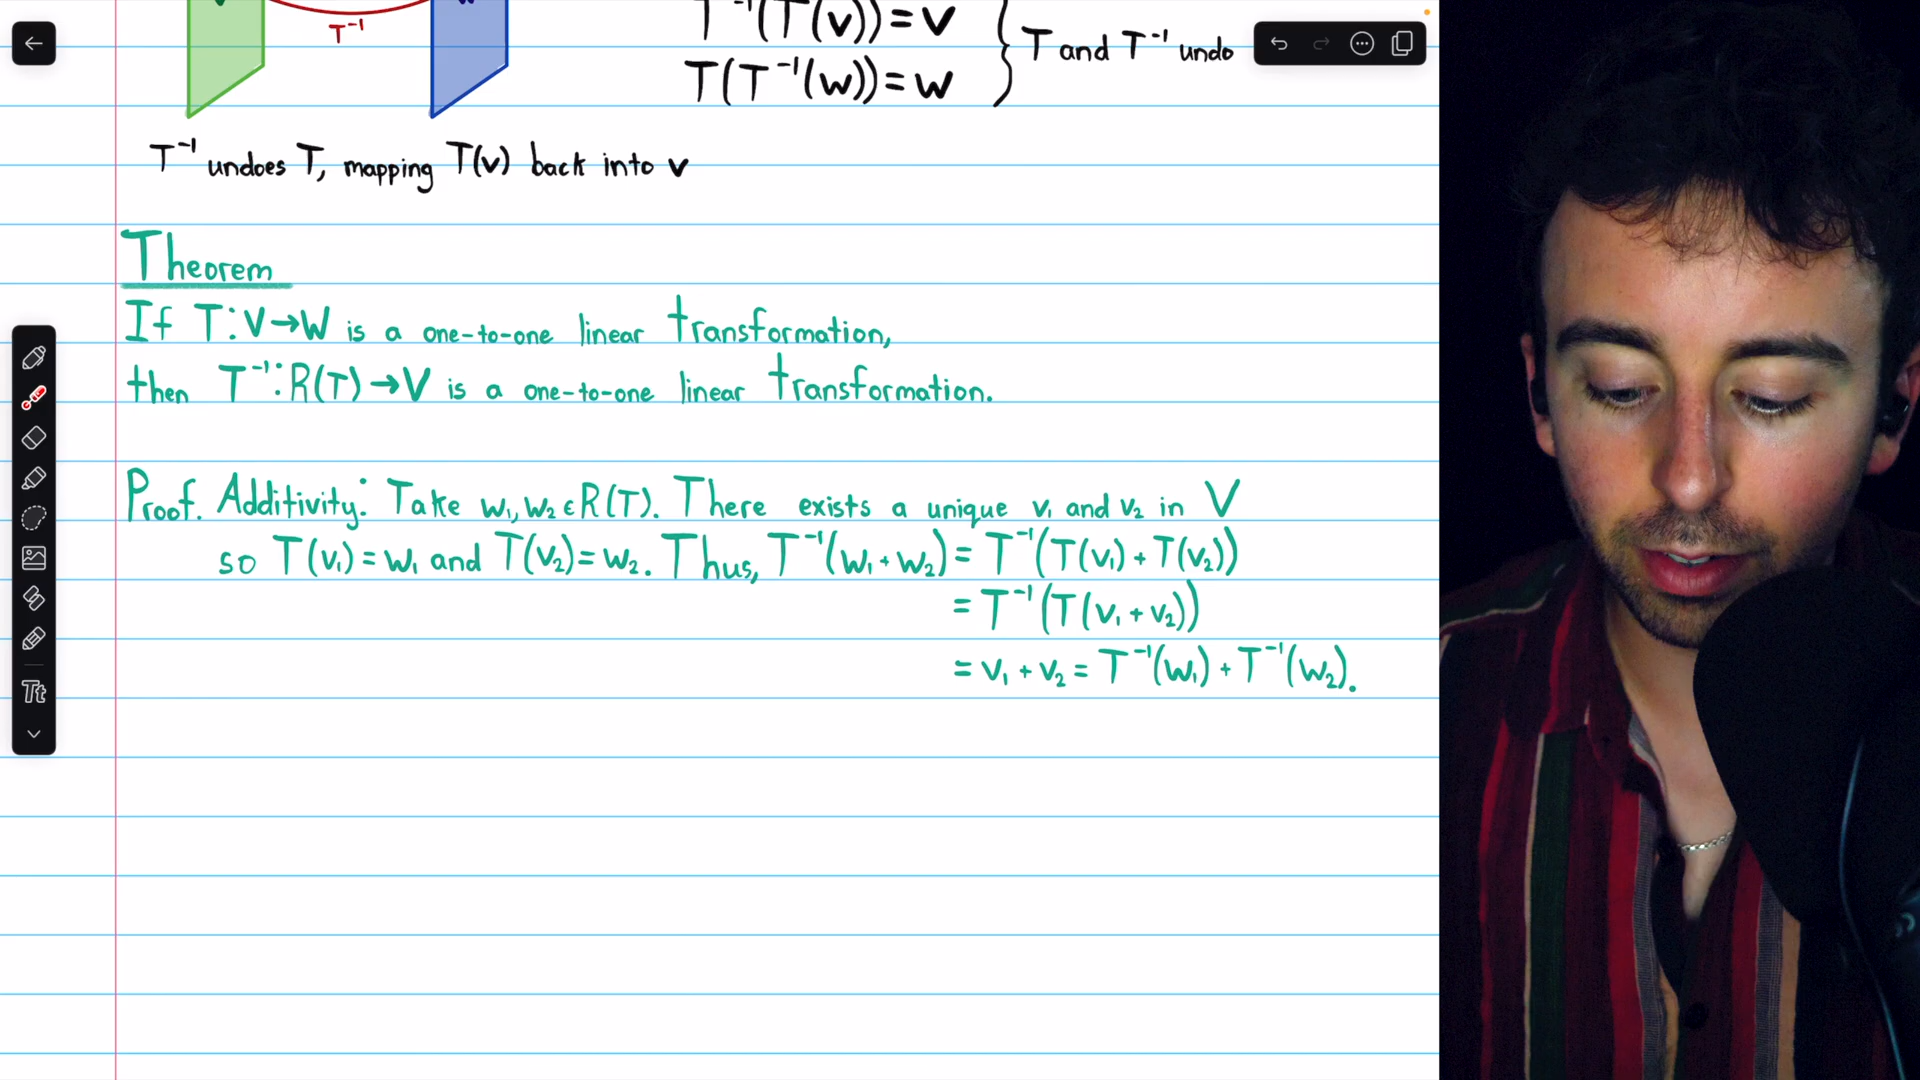 T⁻¹
T⁻¹(T(v)) = v
T(T⁻¹(w)) = w
T and T⁻¹ undo
T⁻¹ undoes T, mapping T(v) back into v
Theorem
If T: V→W is a one-to-one linear transformation,
then T⁻¹: R(T)→V is a one-to-one linear transformation.
Proof. Additivity: Take w₁, w₂ ∈ R(T). There exists a unique v₁ and v₂ in V
so T(v₁) = w₁ and T(v₂) = w₂. Thus, T⁻¹(w₁ + w₂) = T⁻¹(T(v₁) + T(v₂))
= T⁻¹(T(v₁ + v₂))
= v₁ + v₂ = T⁻¹(w₁) + T⁻¹(w₂).
Tt